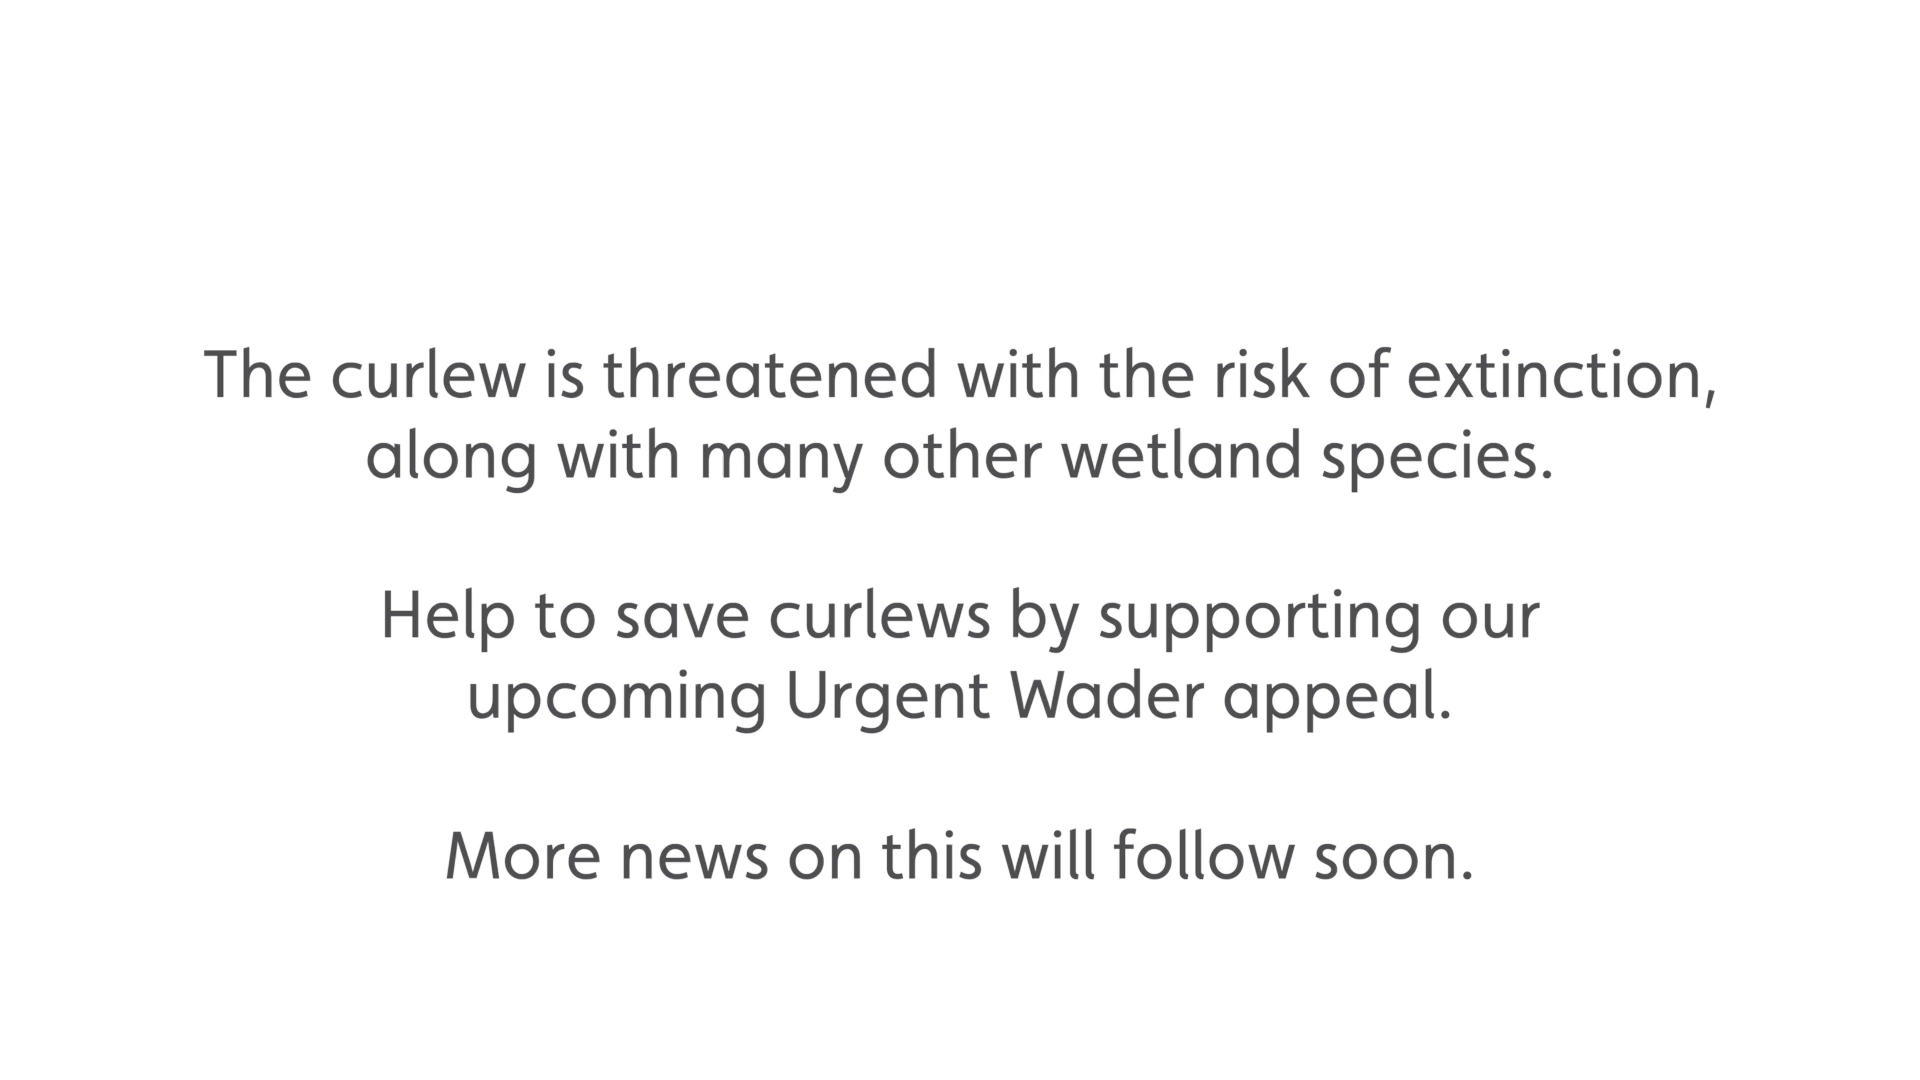 The curlew is threatened with the risk of extinction,
along with many other wetland species.
Help to save curlews by supporting our
upcoming Urgent Wader appeal.
More news on this will follow soon.